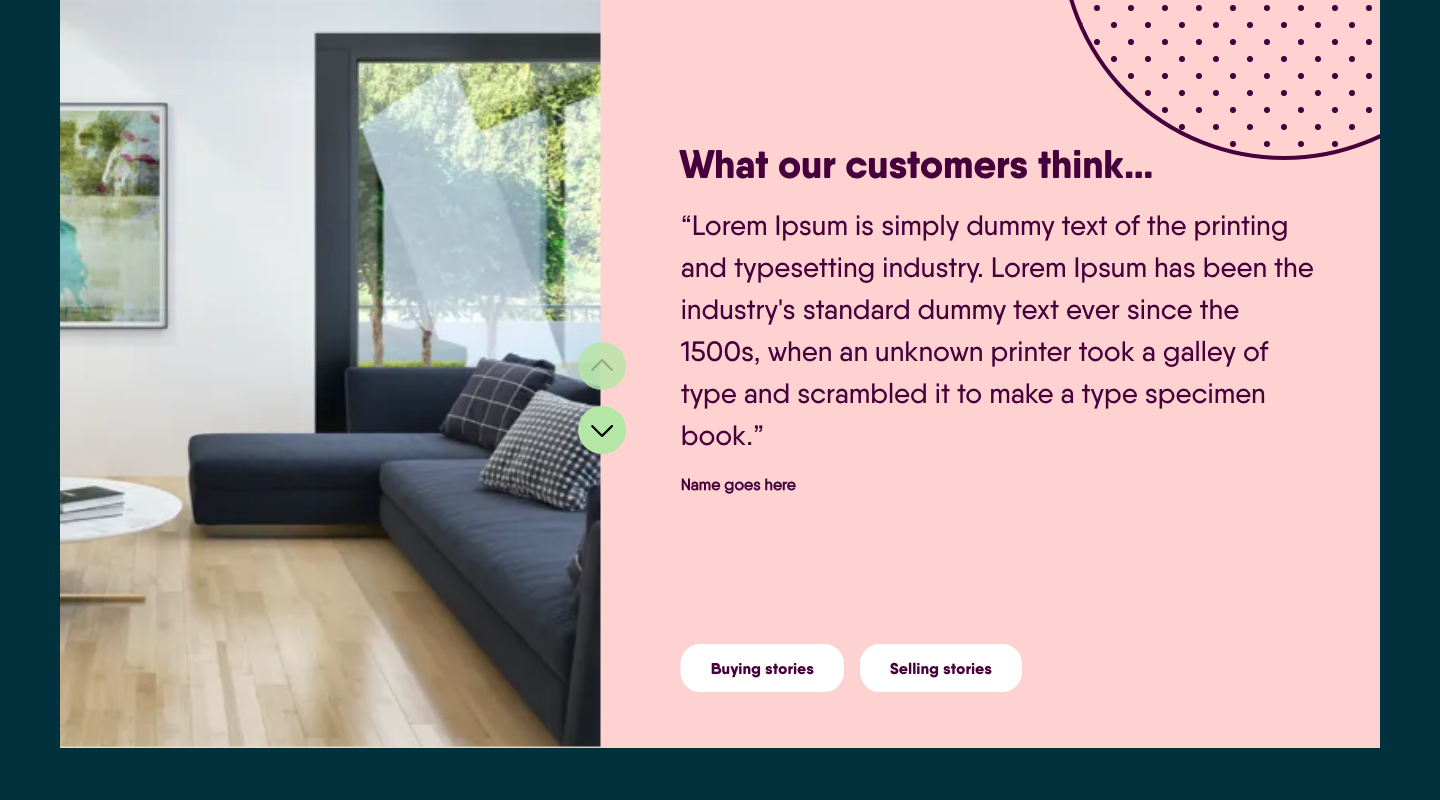 What our customers think...
“Lorem Ipsum is simply dummy text of the printing
and typesetting industry. Lorem Ipsum has been the
industry's standard dummy text ever since the
1500s, when an unknown printer took a galley of
type and scrambled it to make a type specimen
book.”
Name goes here
Buying stories
Selling stories